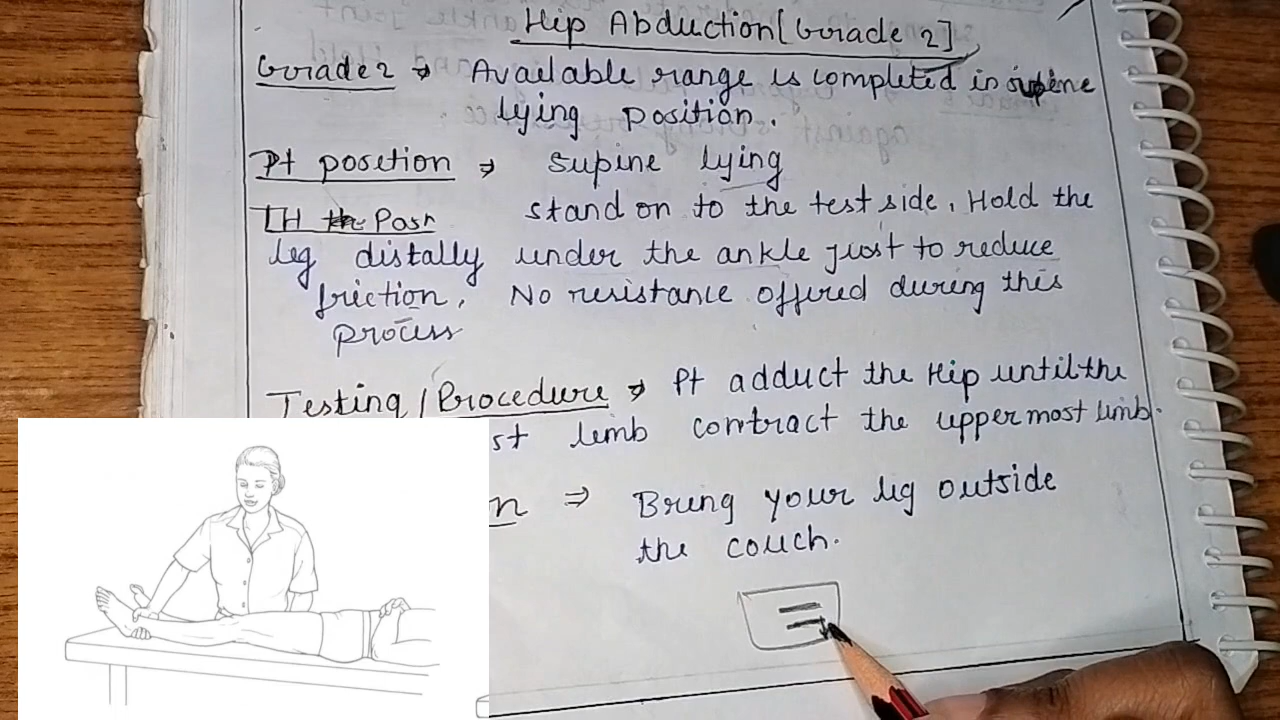 Hip Abduction [Grade 2]
Grade 2 → Available range is completed in supine
lying position.
Pt position → supine lying
TH Posn stand on to the test side. Hold the
leg distally under the ankle just to reduce
friction. No resistance offered during this
process
Testing / Procedure → Pt adduct the Hip until the
st limb contract the uppermost limb.
n ⇒ Bring your leg outside
the couch.